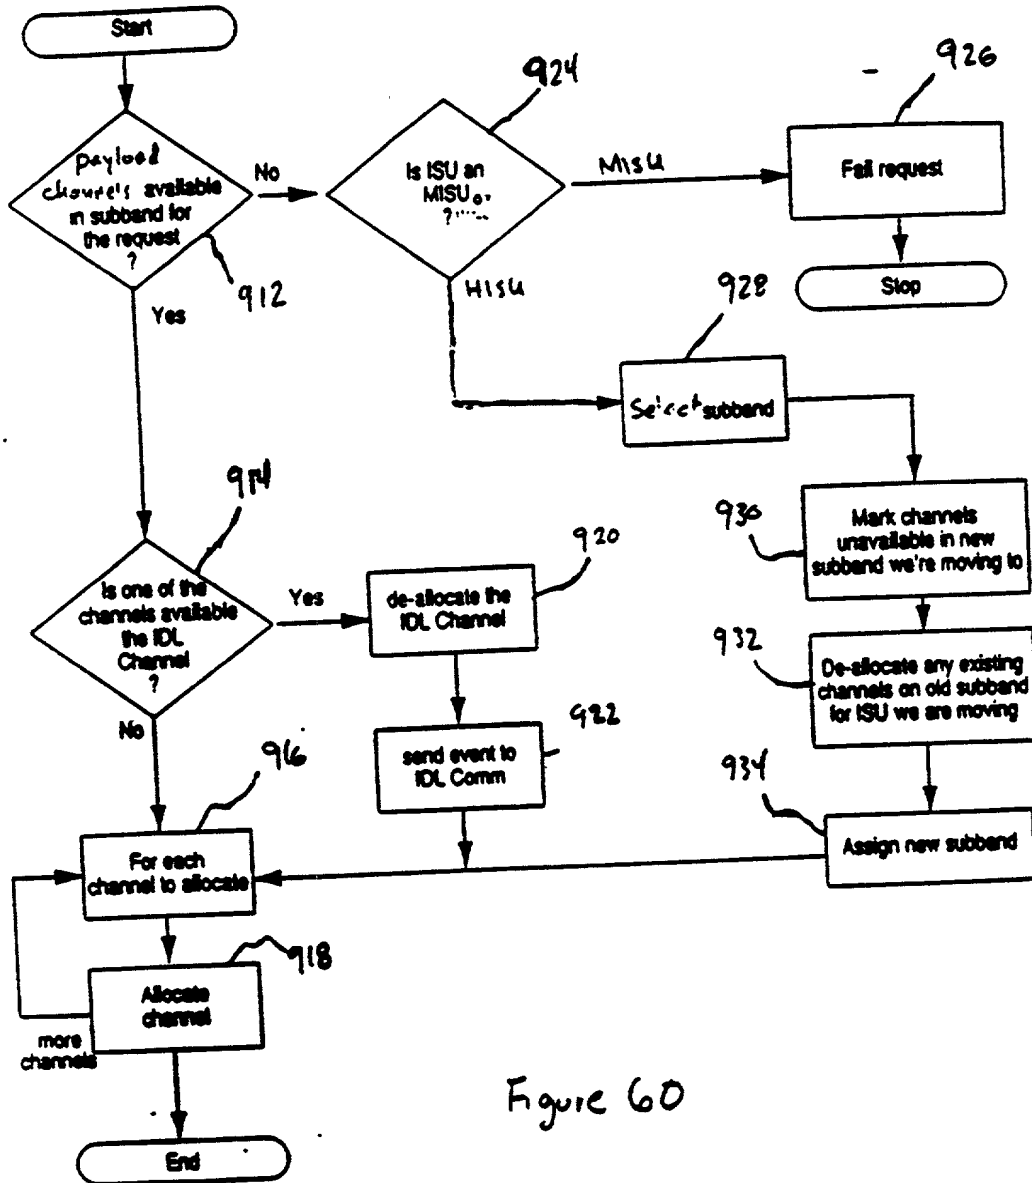 Start
payload
channels available
in subband for
the request
?
912
No
Yes
924
Is ISU an
MISU or
?
MISU
HISU
926
Fail request
Stop
928
Select subband
930
Mark channels
unavailable in new
subband we're moving to
932
De-allocate any existing
channels on old subband
for ISU we are moving
934
Assign new subband
914
Is one of the
channels available
the IDL
Channel
?
Yes
No
920
de-allocate the
IDL Channel
922
send event to
IDL Comm
916
For each
channel to allocate
918
Allocate
channel
more
channels
End
Figure 60